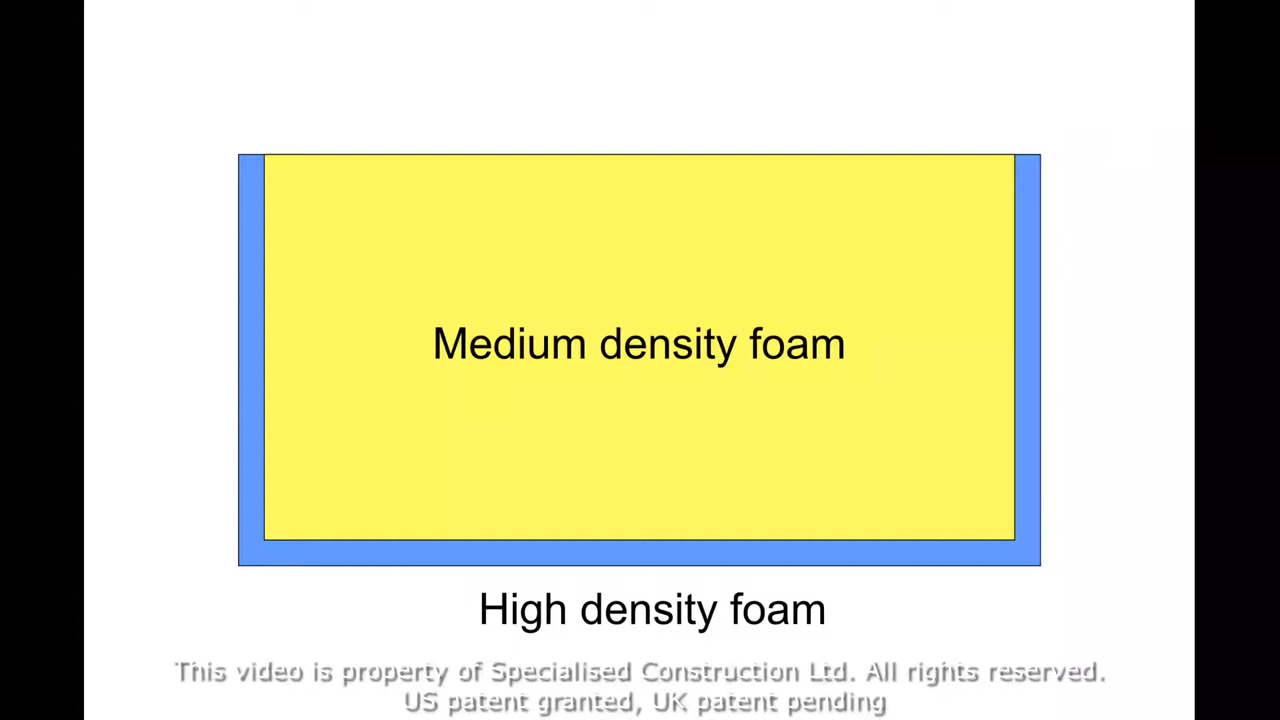 Medium density foam
High density foam
This video is property of Specialised Construction Ltd. All rights reserved.
US patent granted, UK patent pending